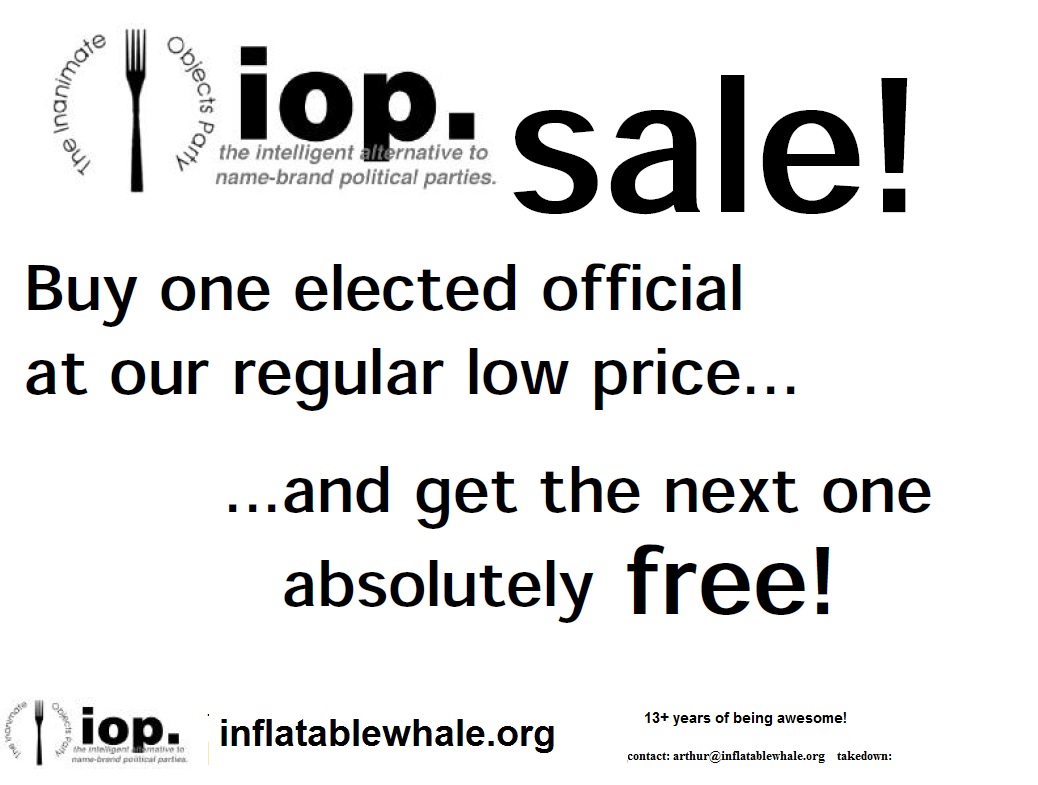 The Inanimate Objects Party
iop.
sale!
the intelligent alternative to
name-brand political parties.
Buy one elected official
at our regular low price...
...and get the next one
absolutely free!
The Inanimate Objects Party
iop.
the intelligent alternative to
name-brand political parties.
inflatablewhale.org
13+ years of being awesome!
contact: arthur@inflatablewhale.org takedown: